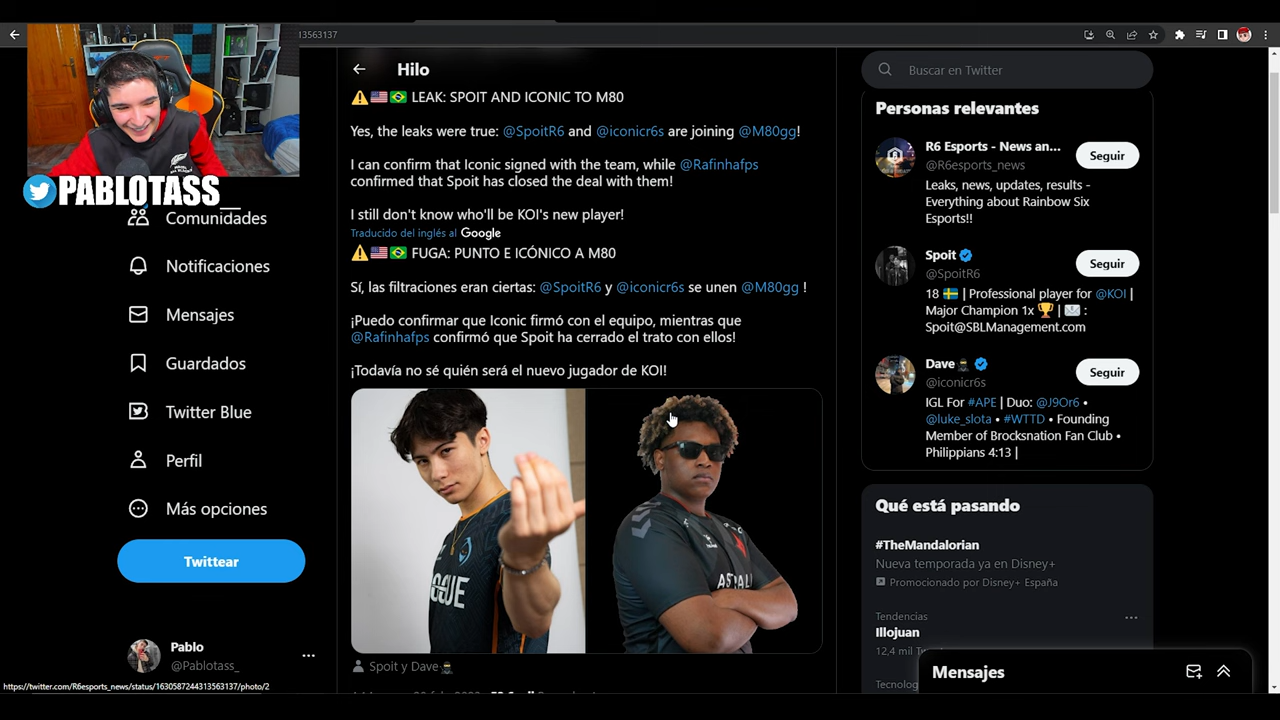 13563137
PABLOTASS_
Comunidades
Notificaciones
Mensajes
Guardados
Twitter Blue
Perfil
Más opciones
Twittear
Pablo
@Pablotass_
https://twitter.com/R6esports_news/status/1630587244313563137/photo/2
Hilo
⚠️🇺🇸🇧🇷 LEAK: SPOIT AND ICONIC TO M80
Yes, the leaks were true: @SpoitR6 and @iconicr6s are joining @M80gg!
I can confirm that Iconic signed with the team, while @Rafinhafps
confirmed that Spoit has closed the deal with them!
I still don't know who'll be KOI's new player!
Traducido del inglés al Google
⚠️🇺🇸🇧🇷 FUGA: PUNTO E ICÓNICO A M80
Sí, las filtraciones eran ciertas: @SpoitR6 y @iconicr6s se unen @M80gg !
¡Puedo confirmar que Iconic firmó con el equipo, mientras que
@Rafinhafps confirmó que Spoit ha cerrado el trato con ellos!
¡Todavía no sé quién será el nuevo jugador de KOI!
Spoit y Dave🥷
Buscar en Twitter
Personas relevantes
R6 Esports - News an...
@R6esports_news
Seguir
Leaks, news, updates, results -
Everything about Rainbow Six
Esports!!
Spoit
@SpoitR6
Seguir
18 🇸🇪 | Professional player for @KOI |
Major Champion 1x 🏆 | ✉️ :
Spoit@SBLManagement.com
Dave🥷
@iconicr6s
Seguir
IGL For #APE | Duo: @J9Or6 •
@luke_slota • #WTTD • Founding
Member of Brocksnation Fan Club •
Philippians 4:13 |
Qué está pasando
#TheMandalorian
Nueva temporada ya en Disney+
Promocionado por Disney+ España
Tendencias
Illojuan
12,4 mil
Mensajes